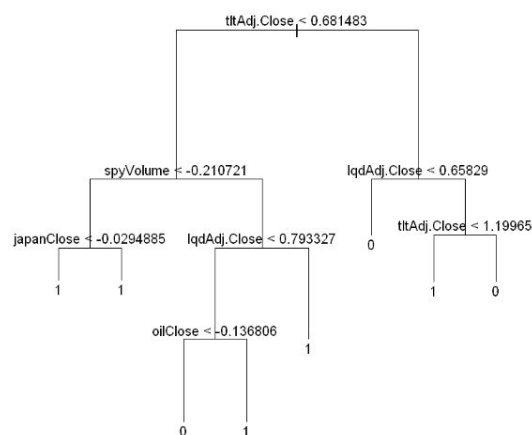 tltAdj.Close < 0.681483
spyVolume < -0.210721
lqdAdj.Close < 0.65829
japanClose < -0.0294885
lqdAdj.Close < 0.793327
0
tltAdj.Close < 1.19965
1
1
1
0
oilClose < -0.136806
1
0
1